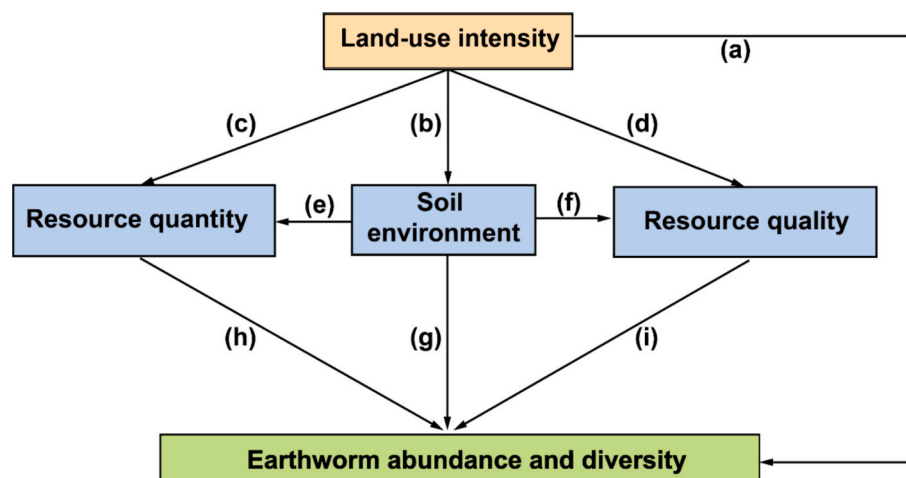 Land-use intensity
(a)
(c)
(b)
(d)
Resource quantity
(e)
Soil
environment
(f)
Resource quality
(h)
(g)
(i)
Earthworm abundance and diversity